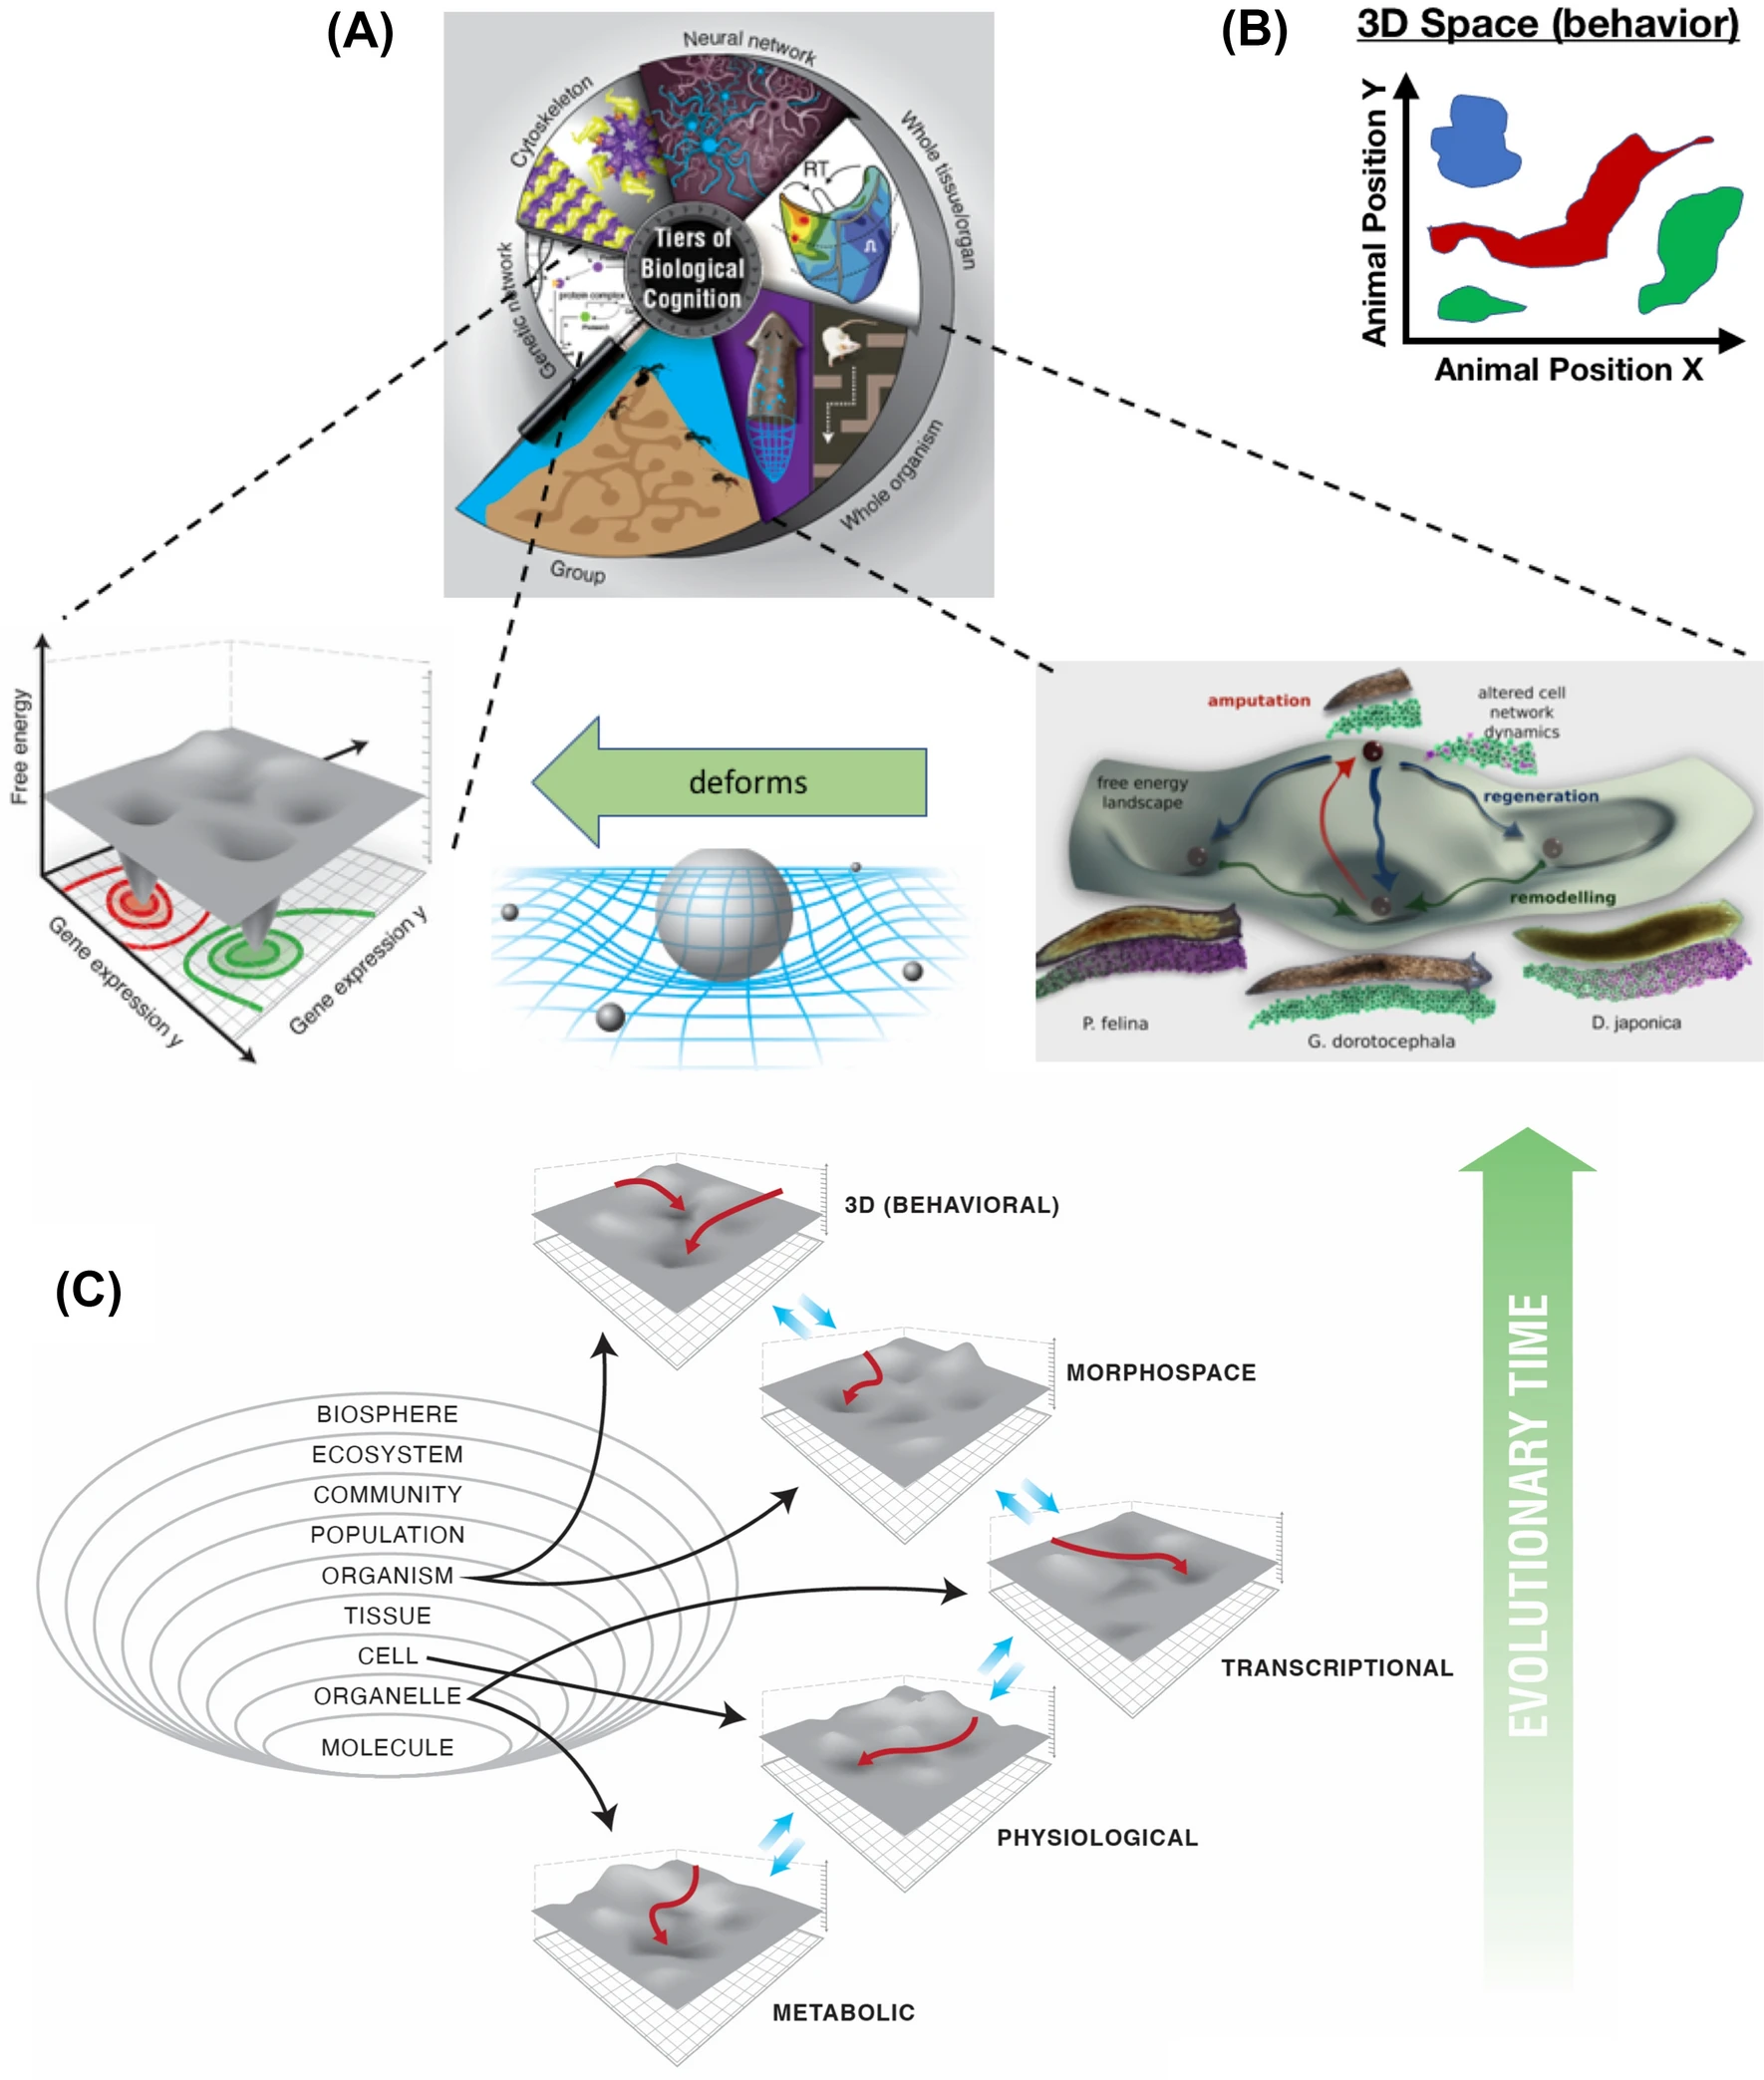 (A)
Neural network
Cytoskeleton
Whole tissue/organ
RT
Tiers of
Biological
Cognition
Genetic network
protein complex
Whole organism
Group
(B)
3D Space (behavior)
Animal Position Y
Animal Position X
Free energy
Gene expression y
Gene expression y
deforms
amputation
altered cell
network
dynamics
free energy
landscape
regeneration
remodelling
P. felina
G. dorotocephala
D. japonica
(C)
3D (BEHAVIORAL)
MORPHOSPACE
BIOSPHERE
ECOSYSTEM
COMMUNITY
POPULATION
ORGANISM
TISSUE
CELL
ORGANELLE
MOLECULE
TRANSCRIPTIONAL
PHYSIOLOGICAL
METABOLIC
EVOLUTIONARY TIME